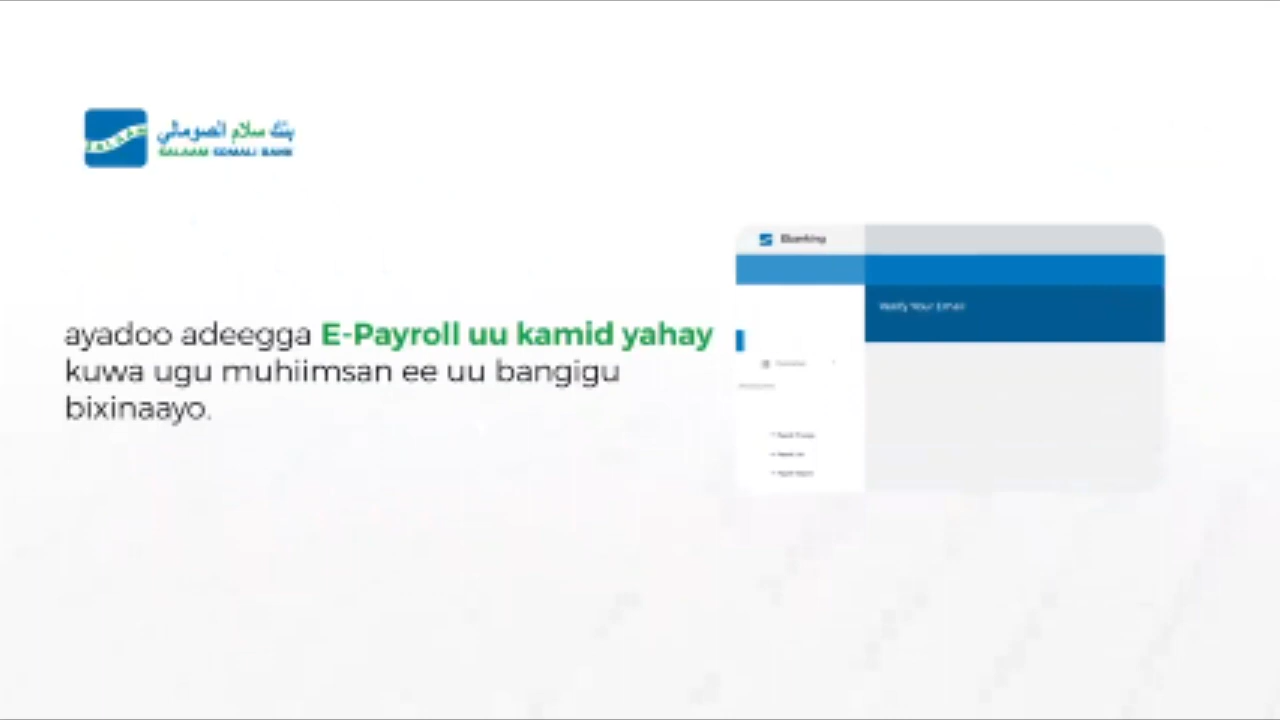 بنك سلام الصومالي
SALAAM SOMALI BANK
ayadoo adeegga E-Payroll uu kamid yahay
kuwa ugu muhiimsan ee uu bangigu
bixinaayo.
Ebanking
Verify Your Email